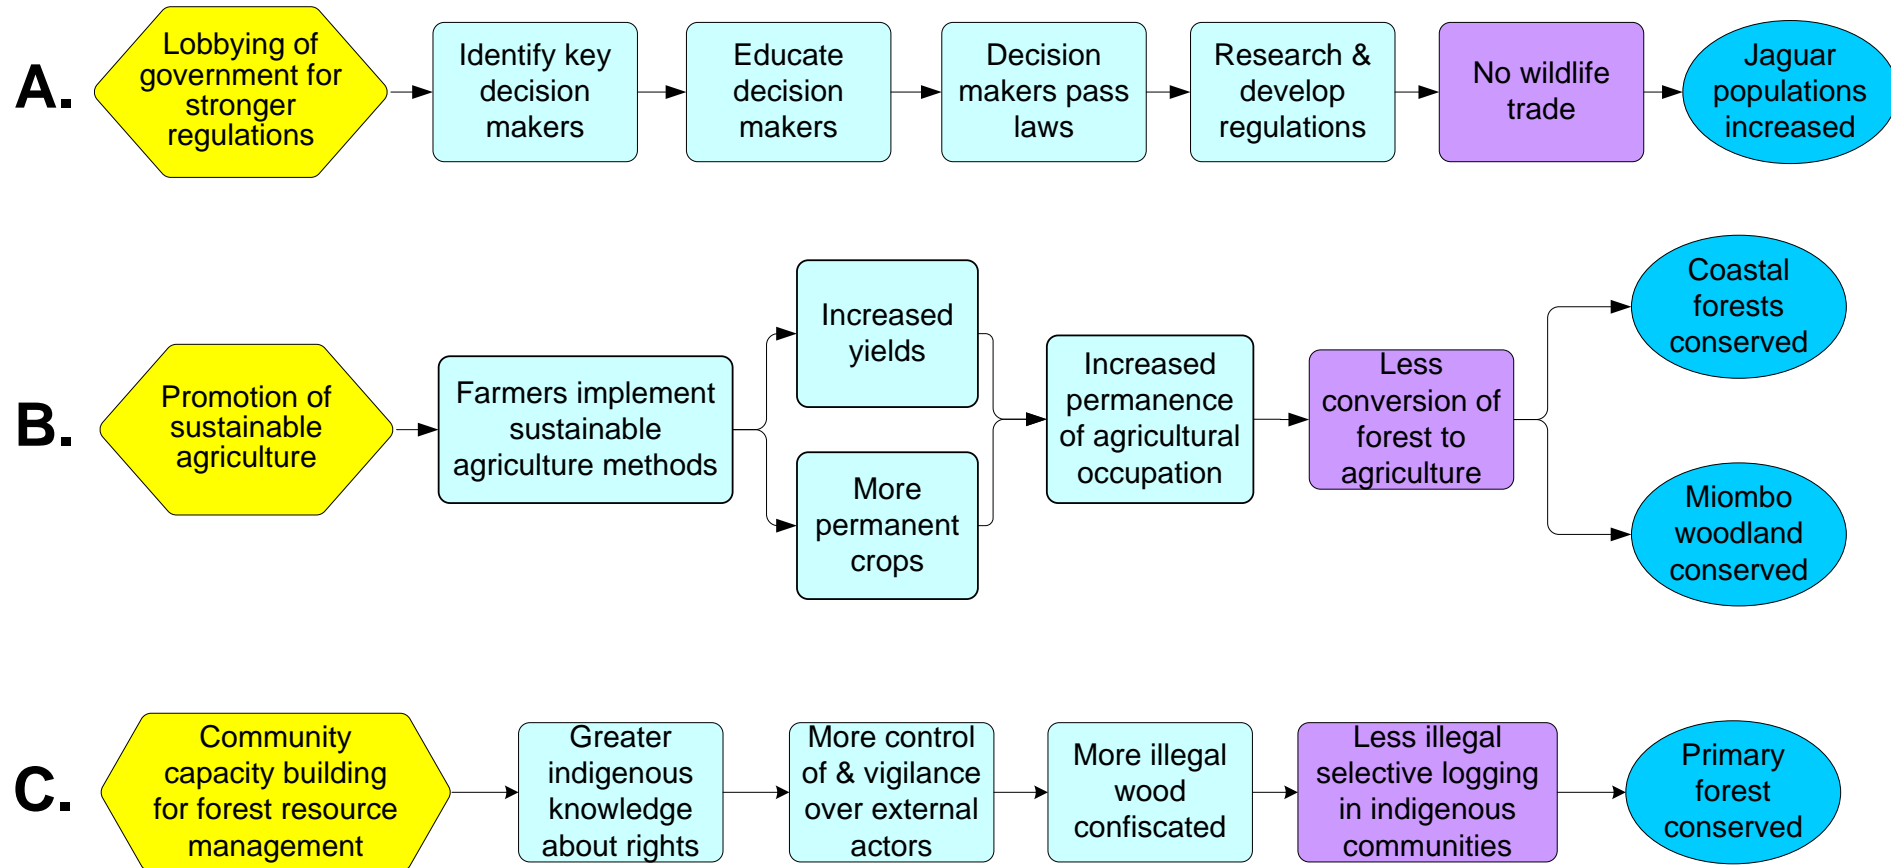 A.
Lobbying of
government for
stronger
regulations
Identify key
decision
makers
Educate
decision
makers
Decision
makers pass
laws
Research &
develop
regulations
No wildlife
trade
Jaguar
populations
increased
B.
Promotion of
sustainable
agriculture
Farmers implement
sustainable
agriculture methods
Increased
yields
More
permanent
crops
Increased
permanence
of agricultural
occupation
Less
conversion of
forest to
agriculture
Coastal
forests
conserved
Miombo
woodland
conserved
C.
Community
capacity building
for forest resource
management
Greater
indigenous
knowledge
about rights
More control
of & vigilance
over external
actors
More illegal
wood
confiscated
Less illegal
selective logging
in indigenous
communities
Primary
forest
conserved